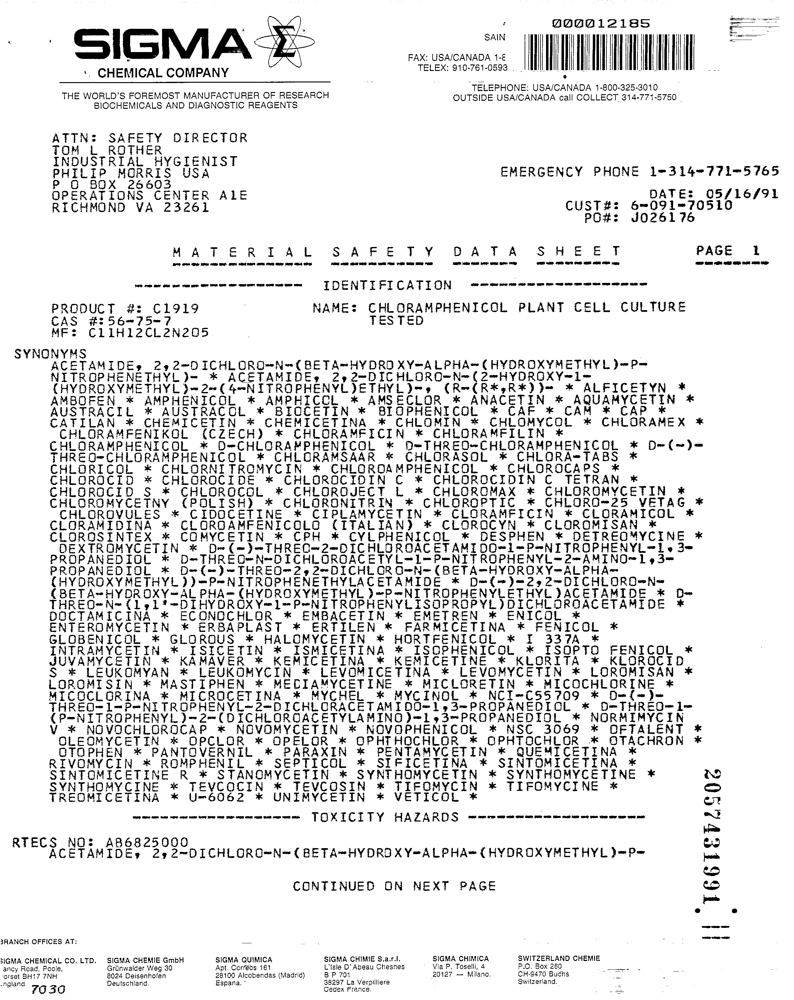 000012185
SIGMA
CHEMICAL COMPANY
THE WORLD'S FOREMOST MANUFACTURER OF RESEARCH
BIOCHEMICALS AND DIAGNOSTIC REAGENTS
SAIN
FAX: USA/CANADA 1-8
TELEX: 910-761-0593
TELEPHONE: USA/CANADA 1-800-325-3010
OUTSIDE USA/CANADA call COLLECT 314-771-5750
ATTN: SAFETY DIRECTOR
TOM L ROTHER
INDUSTRIAL HYGIENIST
PHILIP MORRIS USA
P O BOX 26603
OPERATIONS CENTER A1E
RICHMOND VA 23261
EMERGENCY PHONE 1-314-771-5765
DATE: 05/16/91
CUST#: 6-091-70510
PO#: J026176
MATERIAL SAFETY DATA SHEET PAGE 1
------------------ IDENTIFICATION -------------------
PRODUCT #: C1919 NAME: CHLORAMPHENICOL PLANT CELL CULTURE
CAS #:56-75-7 TESTED
MF: C11H12CL2N2O5
SYNONYMS
ACETAMIDE, 2,2-DICHLORO-N-(BETA-HYDROXY-ALPHA-(HYDROXYMETHYL)-P-
NITROPHENETHYL)- * ACETAMIDE, 2,2-DICHLORO-N-(2-HYDROXY-1-
(HYDROXYMETHYL)-2-(4-NITROPHENYL)ETHYL)-, (R-(R*,R*))- * ALFICETYN *
AMBOFEN * AMPHENICOL * AMPHICOL * AMSECLOR * ANACETIN * AQUAMYCETIN *
AUSTRACIL * AUSTRACOL * BIOCETIN * BIOPHENICOL * CAF * CAM * CAP *
CATILAN * CHEMICETIN * CHEMICETINA * CHLOMIN * CHLOMYCOL * CHLORAMEX *
CHLORAMFENIKOL (CZECH) * CHLORAMFICIN * CHLORAMFILIN *
CHLORAMPHENICOL * D-CHLORAMPHENICOL * D-THREO-CHLORAMPHENICOL * D-(-)-
THREO-CHLORAMPHENICOL * CHLORAMSAAR * CHLORASOL * CHLORA-TABS *
CHLORICOL * CHLORNITROMYCIN * CHLOROAMPHENICOL * CHLOROCAPS *
CHLOROCID * CHLOROCIDE * CHLOROCIDIN C * CHLOROCIDIN C TETRAN *
CHLOROCID S * CHLOROCOL * CHLOROJECT L * CHLOROMAX * CHLOROMYCETIN *
CHLOROMYCETNY (POLISH) * CHLORONITRIN * CHLOROPTIC * CHLORO-25 VETAG *
CHLOROVULES * CIDOCETINE * CIPLAMYCETIN * CLORAMFICIN * CLORAMICOL *
CLORAMIDINA * CLOROAMFENICOLO (ITALIAN) * CLOROCYN * CLOROMISAN *
CLOROSINTEX * COMYCETIN * CPH * CYLPHENICOL * DESPHEN * DETREOMYCINE *
DEXTROMYCETIN * D-(-)-THREO-2-DICHLOROACETAMIDO-1-P-NITROPHENYL-1,3-
PROPANEDIOL * D-THREO-N-DICHLOROACETYL-1-P-NITROPHENYL-2-AMINO-1,3-
PROPANEDIOL * D-(-)-THREO-2,2-DICHLORO-N-(BETA-HYDROXY-ALPHA-
(HYDROXYMETHYL))-P-NITROPHENETHYLACETAMIDE * D-(-)-2,2-DICHLORO-N-
(BETA-HYDROXY-ALPHA-(HYDROXYMETHYL)-P-NITROPHENYLETHYL)ACETAMIDE * D-
THREO-N-(1,1'-DIHYDROXY-1-P-NITROPHENYLISOPROPYL)DICHLOROACETAMIDE *
DOCTAMICINA * ECONOCHLOR * EMBACETIN * EMETREN * ENICOL *
ENTEROMYCETIN * ERBAPLAST * ERTILEN * FARMICETINA * FENICOL *
GLOBENICOL * GLOROUS * HALOMYCETIN * HORTFENICOL * I 337A *
INTRAMYCETIN * ISICETIN * ISMICETINA * ISOPHENICOL * ISOPTO FENICOL *
JUVAMYCETIN * KAMAVER * KEMICETINA * KEMICETINE * KLORITA * KLOROCID
S * LEUKOMYAN * LEUKOMYCIN * LEVOMICETINA * LEVOMYCETIN * LOROMISAN *
LOROMISIN * MASTIPHEN * MEDIAMYCETINE * MICLORETIN * MICOCHLORINE *
MICOCLORINA * MICROCETINA * MYCHEL * MYCINOL * NCI-C55709 * D-(-)-
THREO-1-P-NITROPHENYL-2-DICHLORACETAMIDO-1,3-PROPANEDIOL * D-THREO-1-
(P-NITROPHENYL)-2-(DICHLOROACETYLAMINO)-1,3-PROPANEDIOL * NORMIMYCIN
V * NOVOCHLOROCAP * NOVOMYCETIN * NOVOPHENICOL * NSC 3069 * OFTALENT *
OLEOMYCETIN * OPCLOR * OPELOR * OPHTHOCHLOR * OPHTOCHLOR * OTACHRON *
OTOPHEN * PANTOVERNIL * PARAXIN * PENTAMYCETIN * QUEMICETINA *
RIVOMYCIN * ROMPHENIL * SEPTICOL * SIFICETINA * SINTOMICETINA *
SINTOMICETINE R * STANOMYCETIN * SYNTHOMYCETIN * SYNTHOMYCETINE *
SYNTHOMYCINE * TEVCOCIN * TEVCOSIN * TIFOMYCIN * TIFOMYCINE *
TREOMICETINA * U-6062 * UNIMYCETIN * VETICOL *
------------------ TOXICITY HAZARDS -------------------
RTECS NO: AB6825000
ACETAMIDE, 2,2-DICHLORO-N-(BETA-HYDROXY-ALPHA-(HYDROXYMETHYL)-P-
CONTINUED ON NEXT PAGE
2057431991
BRANCH OFFICES AT:
SIGMA CHEMICAL CO. LTD.
ancy Road, Poole,
orset BH17 7NH
ngland
7030
SIGMA CHEMIE GmbH
Grünwalder Weg 30
8024 Deisenhofen
Deutschland.
SIGMA QUIMICA
Apt. Correos 161
28100 Alcobendas (Madrid)
Espana.
SIGMA CHIMIE S.a.r.l.
L'Isle D'Abeau Chesnes
B P 701
38297 La Verpilliere
Cedex France.
SIGMA CHIMICA
Via P. Toselli, 4
20127 — Milano.
SWITZERLAND CHEMIE
P.O. Box 260
CH-9470 Buchs
Switzerland.